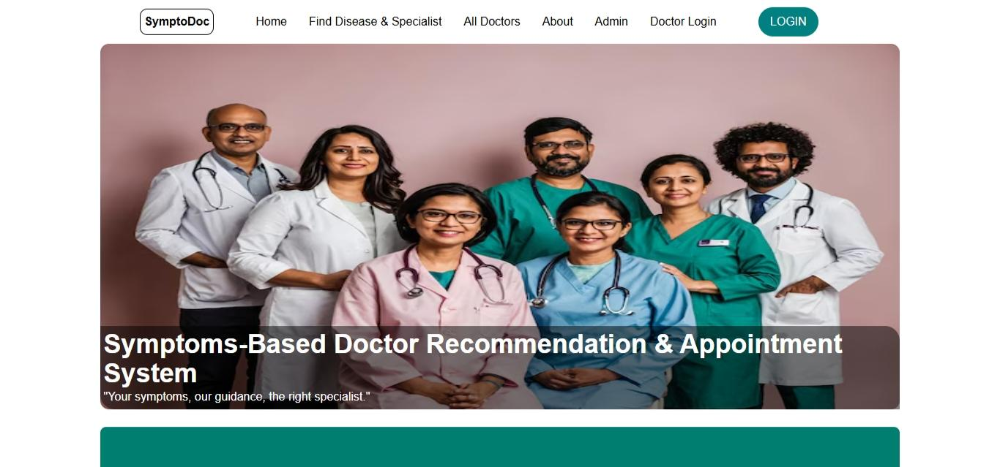 SymptoDoc
Home
Find Disease & Specialist
All Doctors
About
Admin
Doctor Login
LOGIN
Symptoms-Based Doctor Recommendation & Appointment
System
"Your symptoms, our guidance, the right specialist."